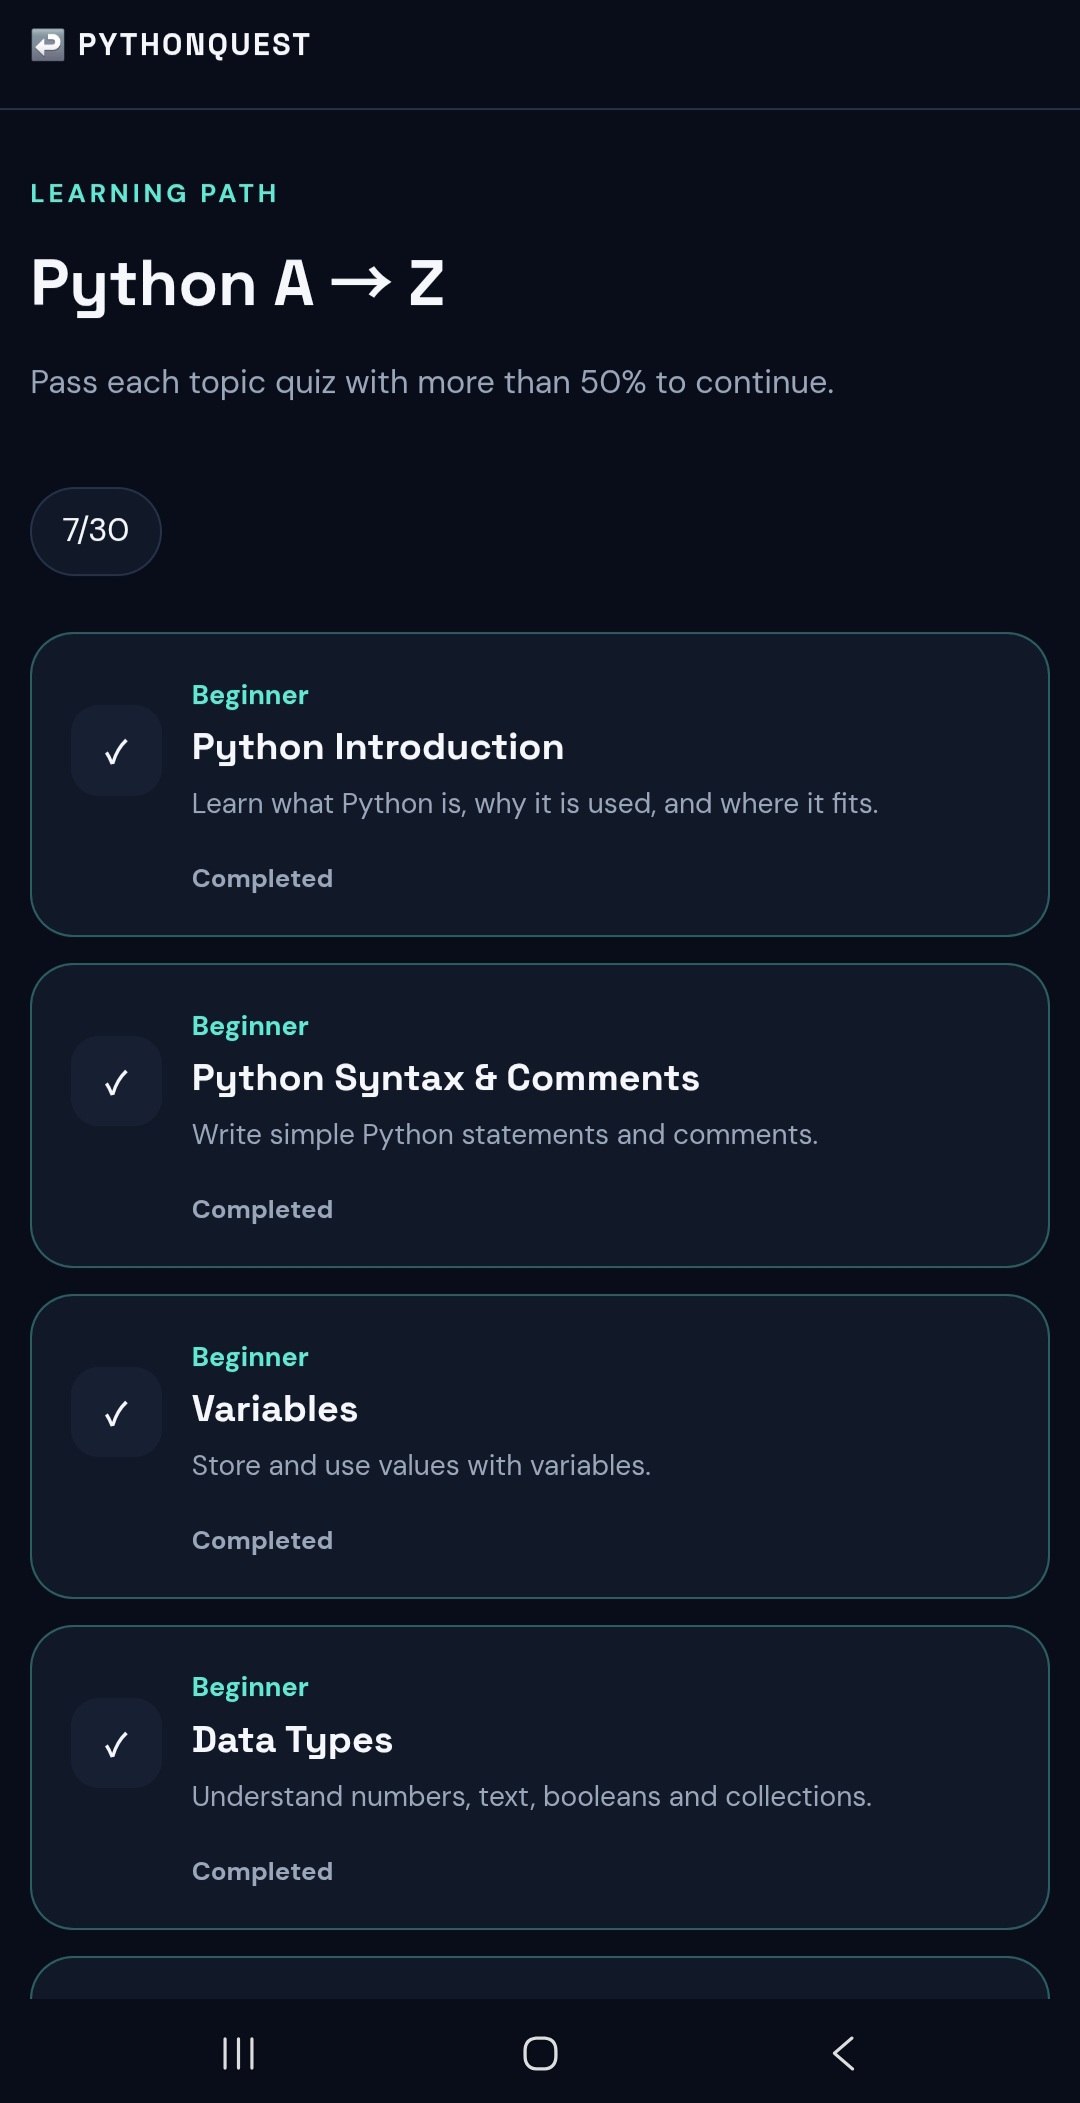 PYTHONQUEST
LEARNING PATH
Python A → Z
Pass each topic quiz with more than 50% to continue.
7/30
Beginner
Python Introduction
Learn what Python is, why it is used, and where it fits.
Completed
Beginner
Python Syntax & Comments
Write simple Python statements and comments.
Completed
Beginner
Variables
Store and use values with variables.
Completed
Beginner
Data Types
Understand numbers, text, booleans and collections.
Completed